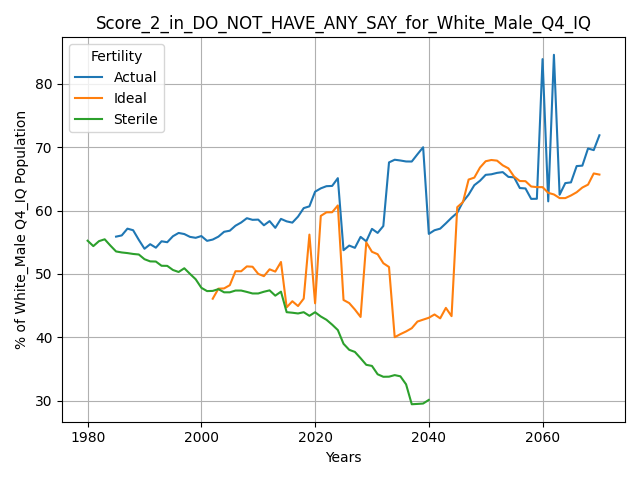 Score_2_in_DO_NOT_HAVE_ANY_SAY_for_White_Male_Q4_IQ
Fertility
Actual
Ideal
Sterile
% of White_Male Q4_IQ Population
80
70
60
50
40
30
1980
2000
2020
2040
2060
Years